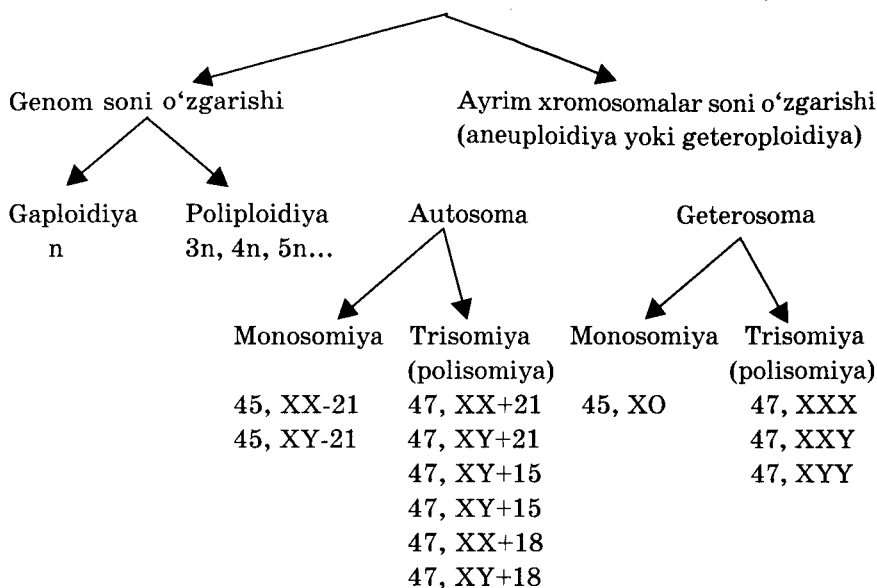 Genom soni o‘zgarishi
Ayrim xromosomalar soni o‘zgarishi
(aneuploidiya yoki geteroploidiya)
Gaploidiya
n
Poliploidiya
3n, 4n, 5n...
Autosoma
Geterosoma
Monosomiya
45, XX-21
45, XY-21
Trisomiya
(polisomiya)
47, XX+21
47, XY+21
47, XY+15
47, XY+15
47, XX+18
47, XY+18
Monosomiya
45, XO
Trisomiya
(polisomiya)
47, XXX
47, XXY
47, XYY